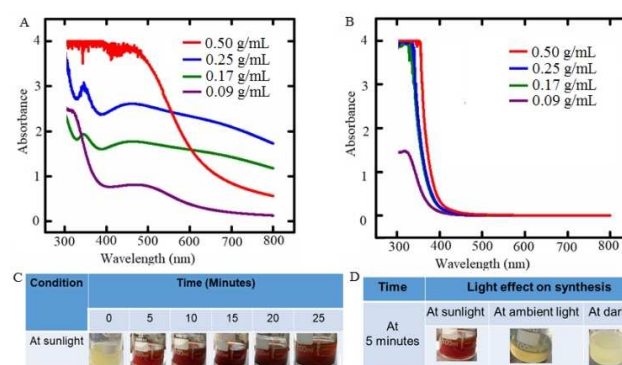 A
0.50 g/mL
0.25 g/mL
0.17 g/mL
0.09 g/mL
Absorbance
4
3
2
1
0
300 400 500 600 700 800
Wavelength (nm)
B
0.50 g/mL
0.25 g/mL
0.17 g/mL
0.09 g/mL
Absorbance
4
3
2
1
0
300 400 500 600 700 800
Wavelength (nm)
C
Condition Time (Minutes)
0 5 10 15 20 25
At sunlight
D
Time Light effect on synthesis
At 5 minutes
At sunlight At ambient light At dar